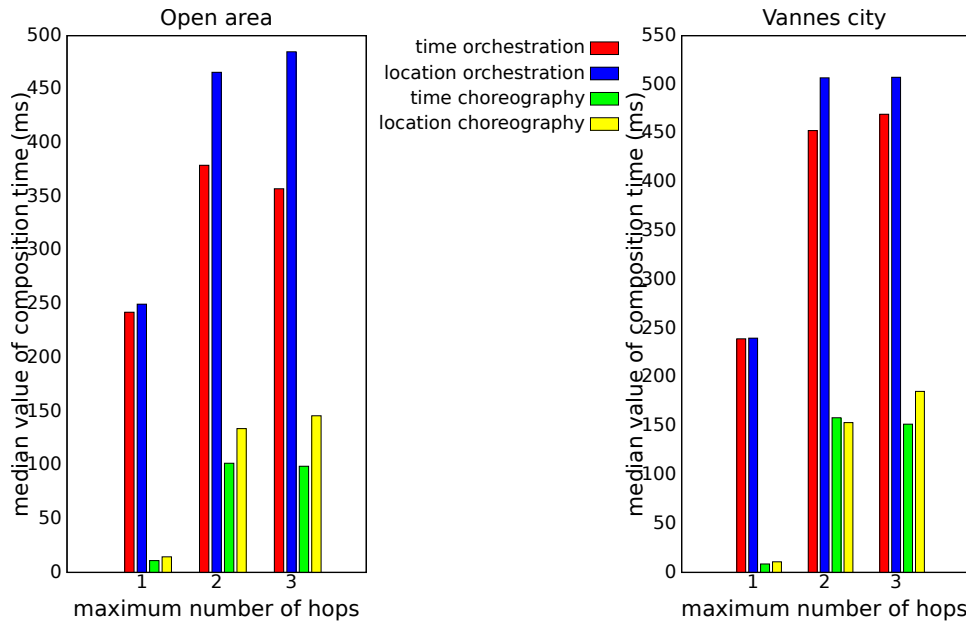 Open area
500
450
400
350
300
250
200
150
100
50
0
median value of composition time (ms)
1 2 3
maximum number of hops
time orchestration
location orchestration
time choreography
location choreography
Vannes city
550
500
450
400
350
300
250
200
150
100
50
0
median value of composition time (ms)
1 2 3
maximum number of hops